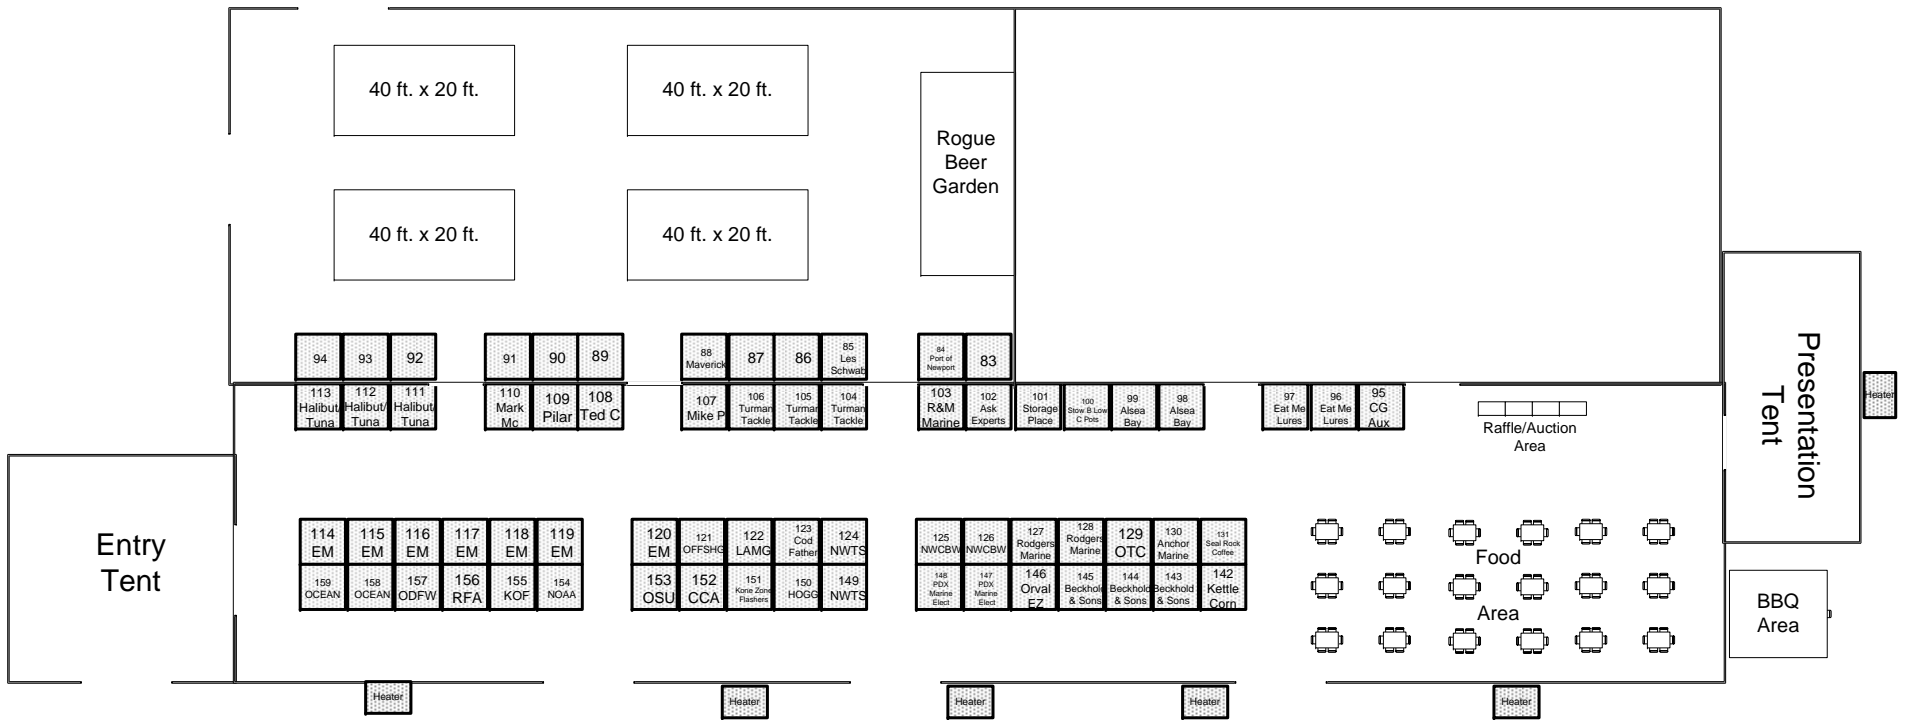 40 ft. x 20 ft.
40 ft. x 20 ft.
Rogue
Beer
Garden
40 ft. x 20 ft.
40 ft. x 20 ft.
94
93
92
91
90
89
88
Maverick
87
86
85
Les
Schwab
84
Port of
Newport
83
113
Halibut/
Tuna
112
Halibut/
Tuna
111
Halibut/
Tuna
110
Mark
Mc
109
Pilar
108
Ted C
107
Mike P
106
Turman
Tackle
105
Turman
Tackle
104
Turman
Tackle
103
R&M
Marine
102
Ask
Experts
101
Storage
Place
100
Stow B Low
C Pots
99
Alsea
Bay
98
Alsea
Bay
97
Eat Me
Lures
96
Eat Me
Lures
95
CG
Aux
Raffle/Auction
Area
Presentation
Tent
Heater
Entry
Tent
114
EM
115
EM
116
EM
117
EM
118
EM
119
EM
120
EM
121
OFFSHG
122
LAMG
123
Cod
Father
124
NWTS
125
NWCBW
126
NWCBW
127
Rodgers
Marine
128
Rodgers
Marine
129
OTC
130
Anchor
Marine
131
Seal Rock
Coffee
159
OCEAN
158
OCEAN
157
ODFW
156
RFA
155
KOF
154
NOAA
153
OSU
152
CCA
151
Kone Zone
Flashers
150
HOGG
149
NWTS
148
PDX
Marine
Elect
147
PDX
Marine
Elect
146
Orval
EZ
145
Beckhold
& Sons
144
Beckhold
& Sons
143
Beckhold
& Sons
142
Kettle
Corn
Food
Area
BBQ
Area
Heater
Heater
Heater
Heater
Heater